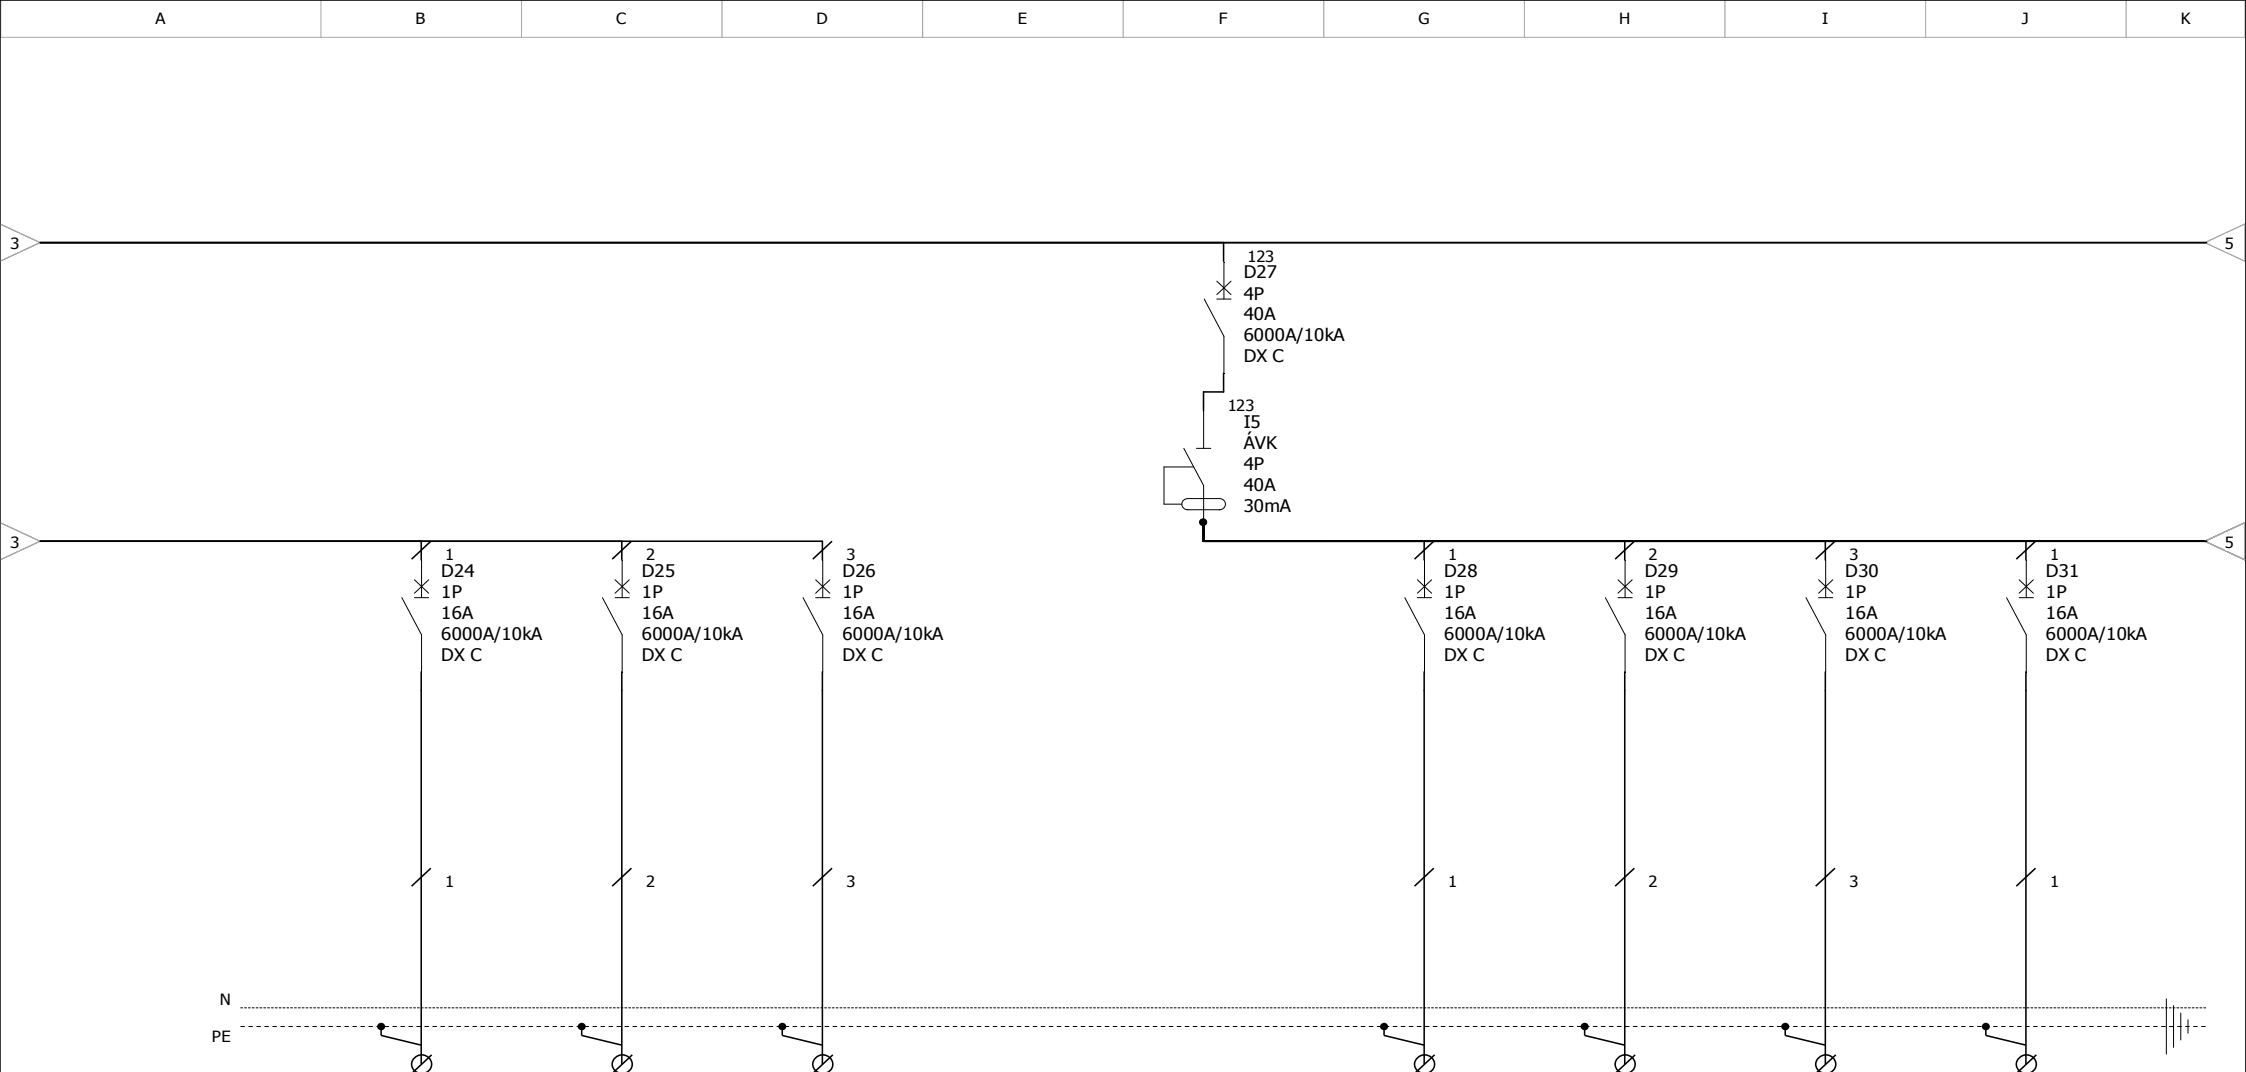 A B C D E F G H I J K
3 5
123
D27
4P
40A
6000A/10kA
DX C
123
I5
ÁVK
4P
40A
30mA
3 5
1 2 3 1 2 3 1
D24 D25 D26 D28 D29 D30 D31
1P 1P 1P 1P 1P 1P 1P
16A 16A 16A 16A 16A 16A 16A
6000A/10kA 6000A/10kA 6000A/10kA 6000A/10kA 6000A/10kA 6000A/10kA 6000A/10kA
DX C DX C DX C DX C DX C DX C DX C
1 2 3 1 2 3 1
N
PE